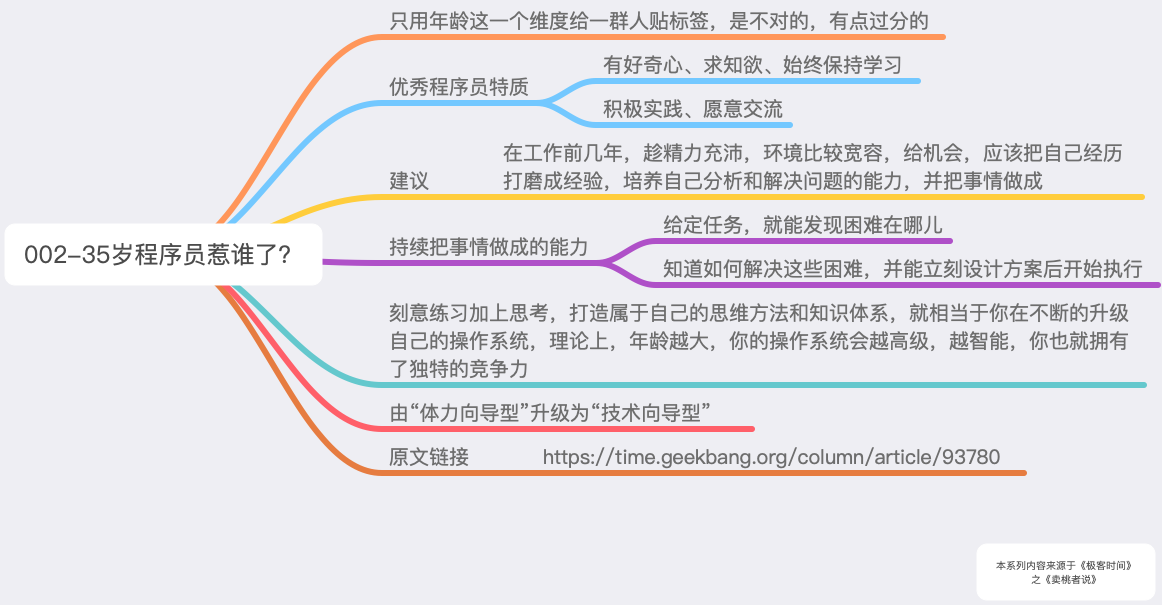 只用年龄这一个维度给一群人贴标签，是不对的，有点过分的
优秀程序员特质
有好奇心、求知欲、始终保持学习
积极实践、愿意交流
建议
在工作前几年，趁精力充沛，环境比较宽容，给机会，应该把自己经历
打磨成经验，培养自己分析和解决问题的能力，并把事情做成
002-35岁程序员惹谁了？
持续把事情做成的能力
给定任务，就能发现困难在哪儿
知道如何解决这些困难，并能立刻设计方案后开始执行
刻意练习加上思考，打造属于自己的思维方法和知识体系，就相当于你在不断的升级
自己的操作系统，理论上，年龄越大，你的操作系统会越高级，越智能，你也就拥有
了独特的竞争力
由“体力向导型”升级为“技术向导型”
原文链接
https://time.geekbang.org/column/article/93780
本系列内容来源于《极客时间》
之《卖桃者说》